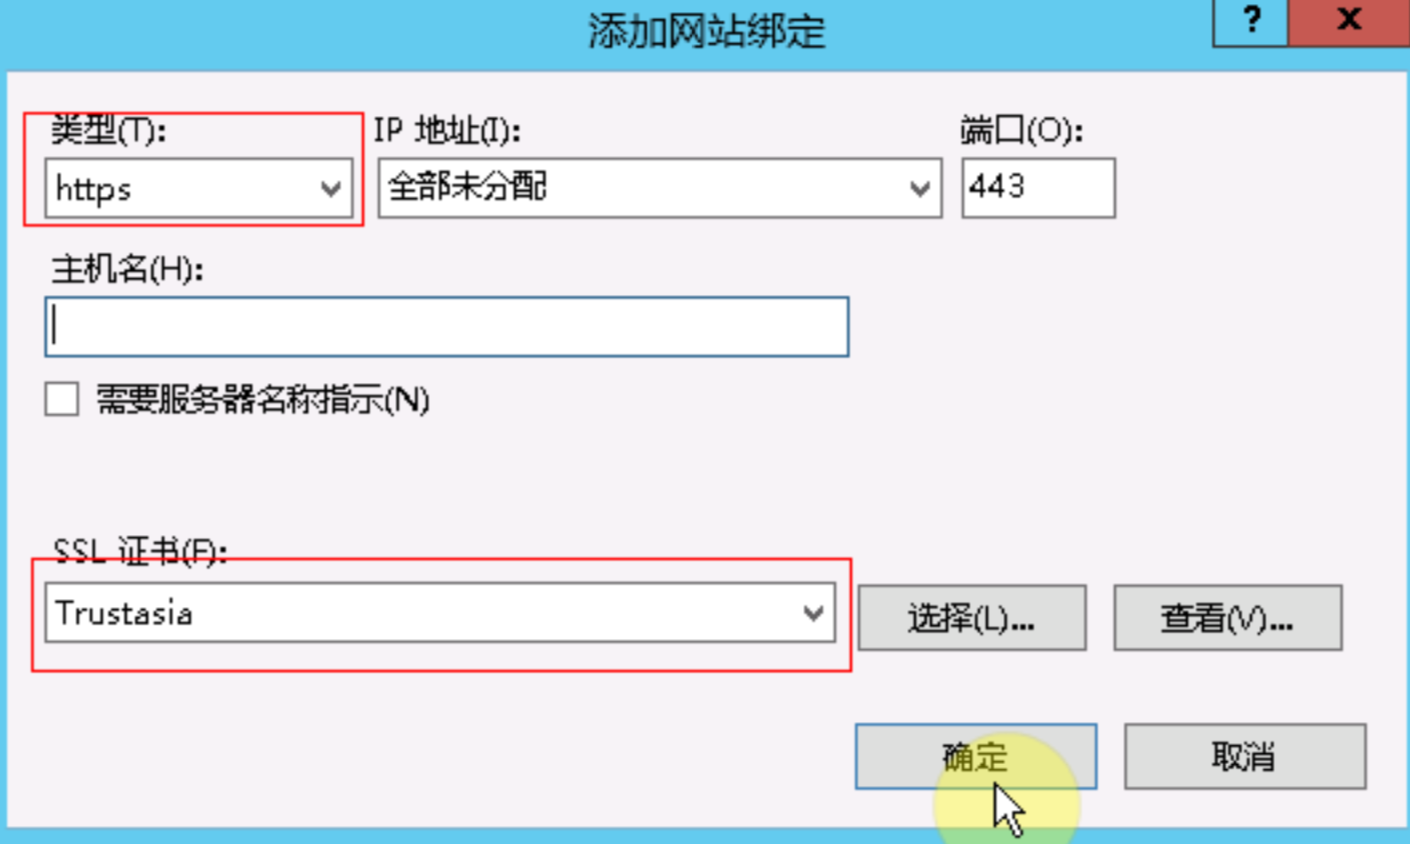 添加网站绑定
? x
类型(T): IP 地址(I): 端口(O):
https 全部未分配 443
主机名(H):
需要服务器名称指示(N)
SSL 证书(F):
Trustasia 选择(L)... 查看(V)...
确定 取消